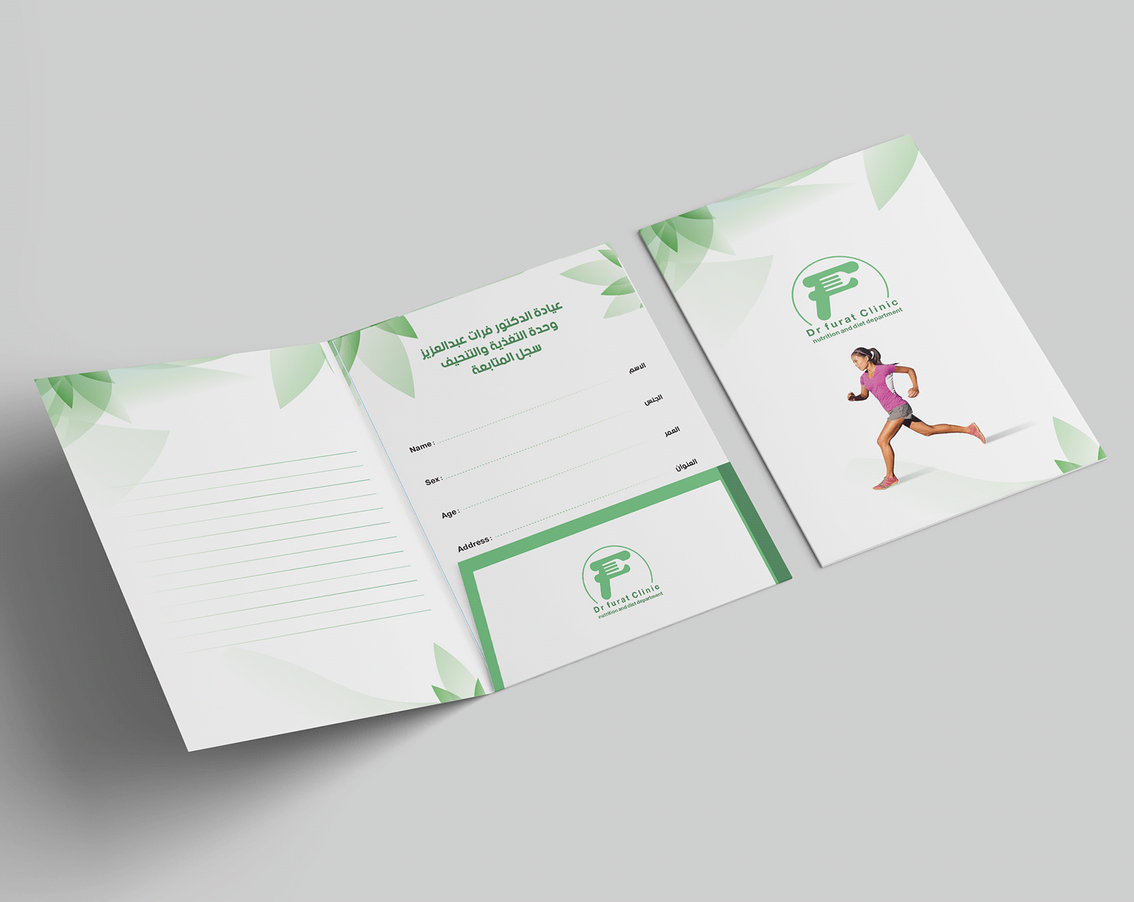 عيادة الدكتور فرات عبدالعزيز
وحدة التغذية والتنحيف
سجل المتابعة
Name : الاسم
Sex : الجنس
Age : العمر
Address : العنوان
Dr furat Clinic
nutrition and diet department
Dr furat Clinic
nutrition and diet department